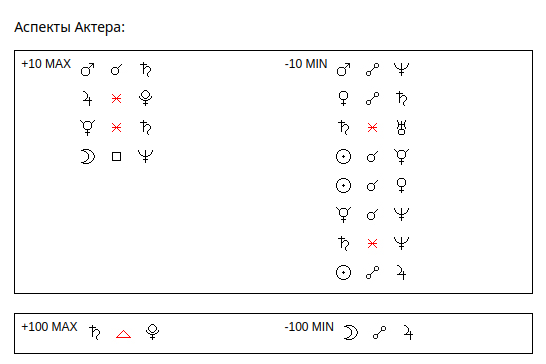 Аспекты Актера:
+10 MAX ♂ ☌ ♄
♃ ⚹ ♇
☿ ⚹ ♄
☽ □ ♆
-10 MIN ♂ ☍ ♆
♀ ☍ ♄
♄ ⚹ ♅
☉ ☌ ☿
☉ ☌ ♀
☿ ☌ ♆
♄ ⚹ ♆
☉ ☍ ♃
+100 MAX ♄ △ ♇
-100 MIN ☽ ☍ ♃